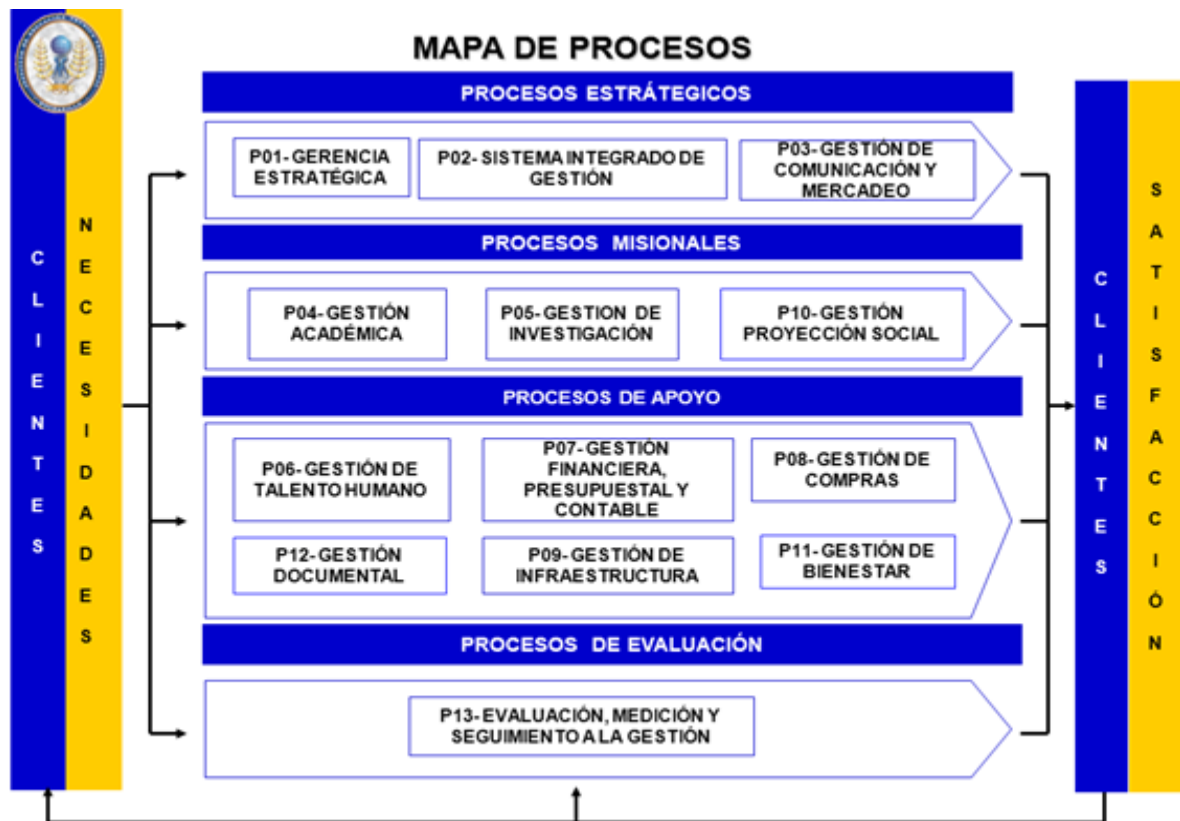 MAPA DE PROCESOS
CLIENTES
NECESIDADES
PROCESOS ESTRÁTEGICOS
P01- GERENCIA
ESTRATÉGICA
P02- SISTEMA INTEGRADO DE
GESTIÓN
P03- GESTIÓN DE
COMUNICACIÓN Y
MERCADEO
PROCESOS MISIONALES
P04- GESTIÓN
ACADÉMICA
P05- GESTION DE
INVESTIGACIÓN
P10- GESTIÓN
PROYECCIÓN SOCIAL
PROCESOS DE APOYO
P06- GESTIÓN DE
TALENTO HUMANO
P07- GESTIÓN
FINANCIERA,
PRESUPUESTAL Y
CONTABLE
P08- GESTIÓN DE
COMPRAS
P12- GESTIÓN
DOCUMENTAL
P09- GESTIÓN DE
INFRAESTRUCTURA
P11- GESTIÓN DE
BIENESTAR
PROCESOS DE EVALUACIÓN
P13- EVALUACIÓN, MEDICIÓN Y
SEGUIMIENTO A LA GESTIÓN
CLIENTES
SATISFACCIÓN